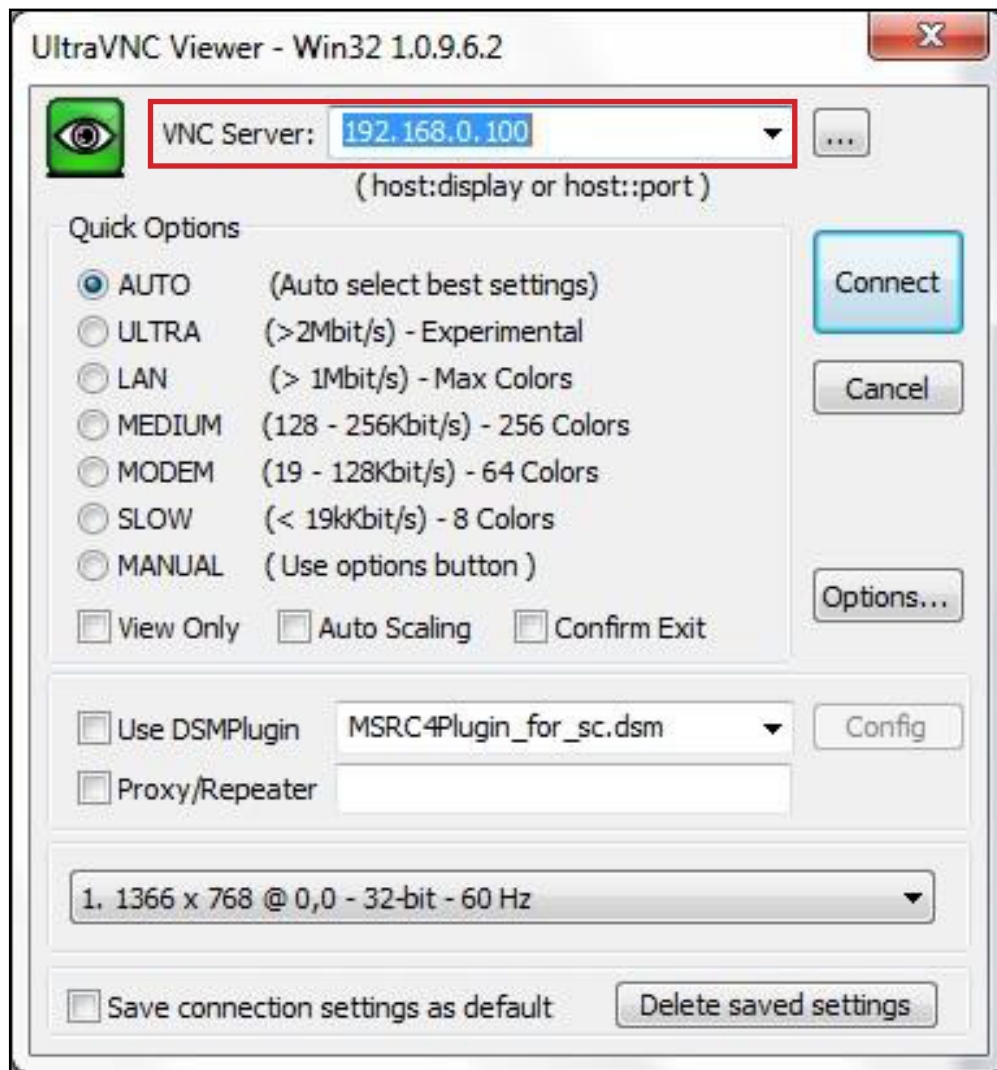 UltraVNC Viewer - Win32 1.0.9.6.2
VNC Server: 192.168.0.100 ...
( host:display or host::port )
Quick Options
AUTO (Auto select best settings)
Connect
ULTRA (>2Mbit/s) - Experimental
LAN (> 1Mbit/s) - Max Colors
Cancel
MEDIUM (128 - 256Kbit/s) - 256 Colors
MODEM (19 - 128Kbit/s) - 64 Colors
SLOW (< 19kKbit/s) - 8 Colors
MANUAL ( Use options button )
Options...
View Only Auto Scaling Confirm Exit
Use DSMPlugin MSRC4Plugin_for_sc.dsm Config
Proxy/Repeater
1. 1366 x 768 @ 0,0 - 32-bit - 60 Hz
Save connection settings as default Delete saved settings